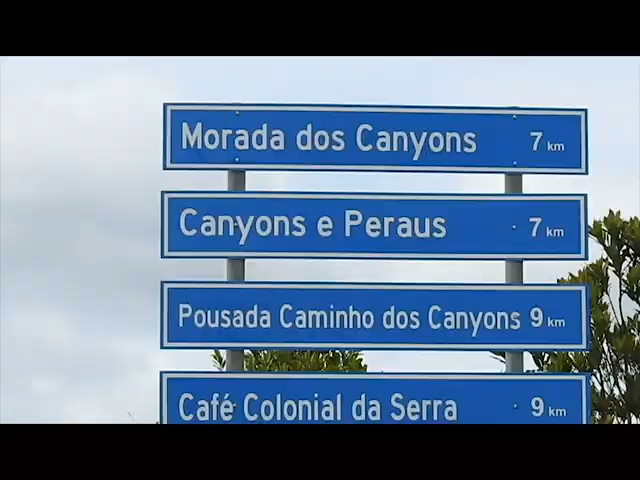 Morada dos Canyons 7 km
Canyons e Peraus 7 km
Pousada Caminho dos Canyons 9 km
Café Colonial da Serra 9 km